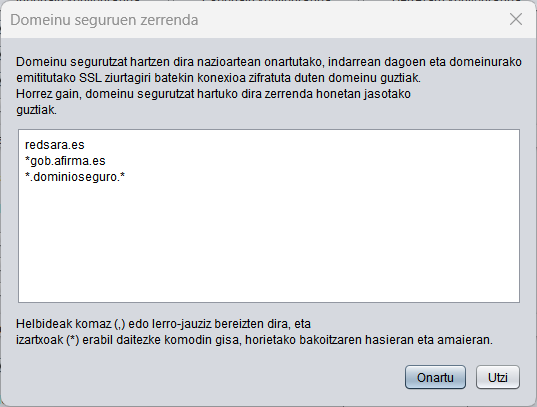 Domeinu seguruen zerrenda
Domeinu segurutzat hartzen dira nazioartean onartutako, indarrean dagoen eta domeinurako
emititutako SSL ziurtagiri batekin konexioa zifratuta duten domeinu guztiak.
Horrez gain, domeinu segurutzat hartuko dira zerrenda honetan jasotako
guztiak.
redsara.es
*gob.afirma.es
*.dominioseguro.*
Helbideak komaz (,) edo lerro-jauziz bereizten dira, eta
izartxoak (*) erabil daitezke komodin gisa, horietako bakoitzaren hasieran eta amaieran.
Onartu
Utzi